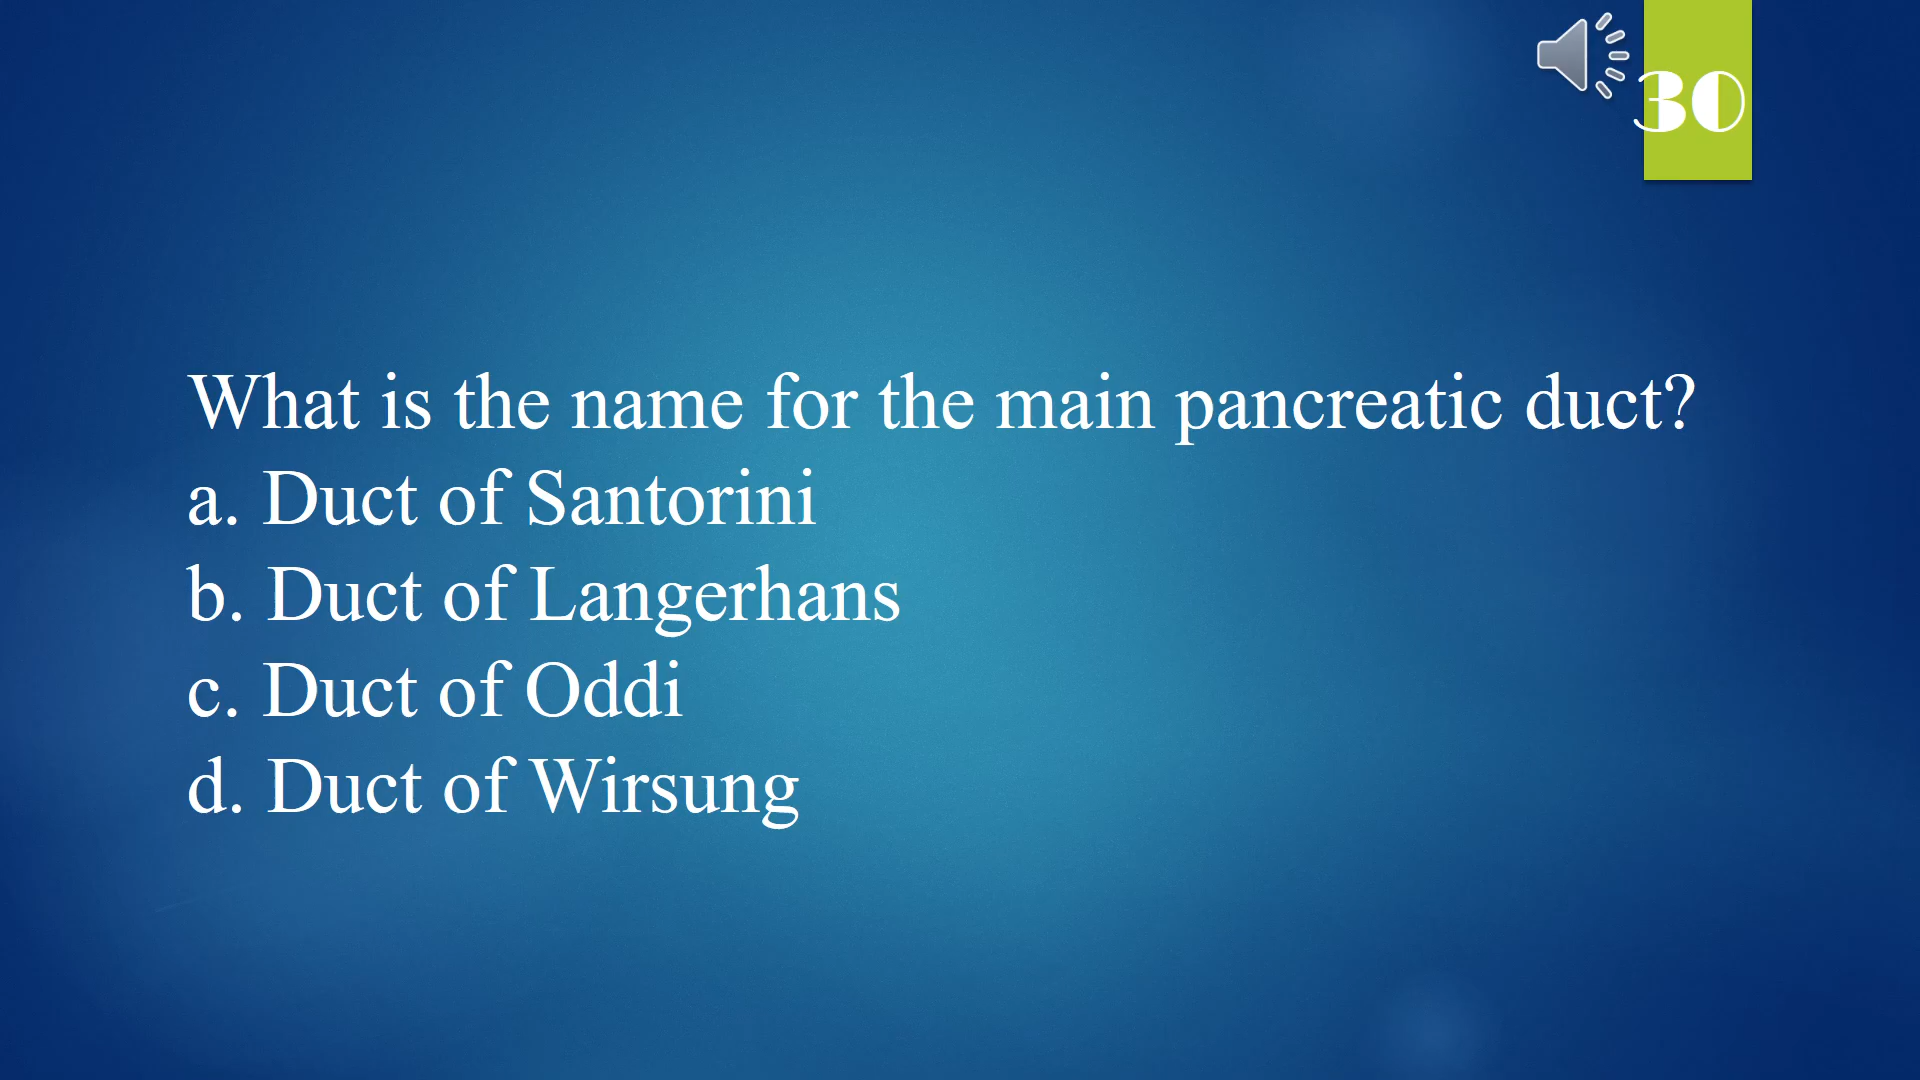 30
What is the name for the main pancreatic duct?
a. Duct of Santorini
b. Duct of Langerhans
c. Duct of Oddi
d. Duct of Wirsung